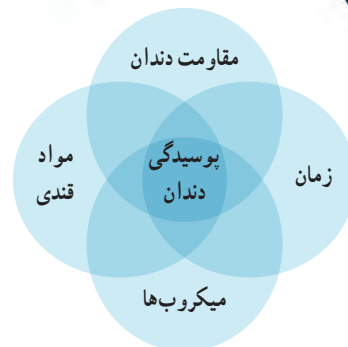 مقاومت دندان
مواد
قندی
پوسیدگی
دندان
زمان
میکروب‌ها